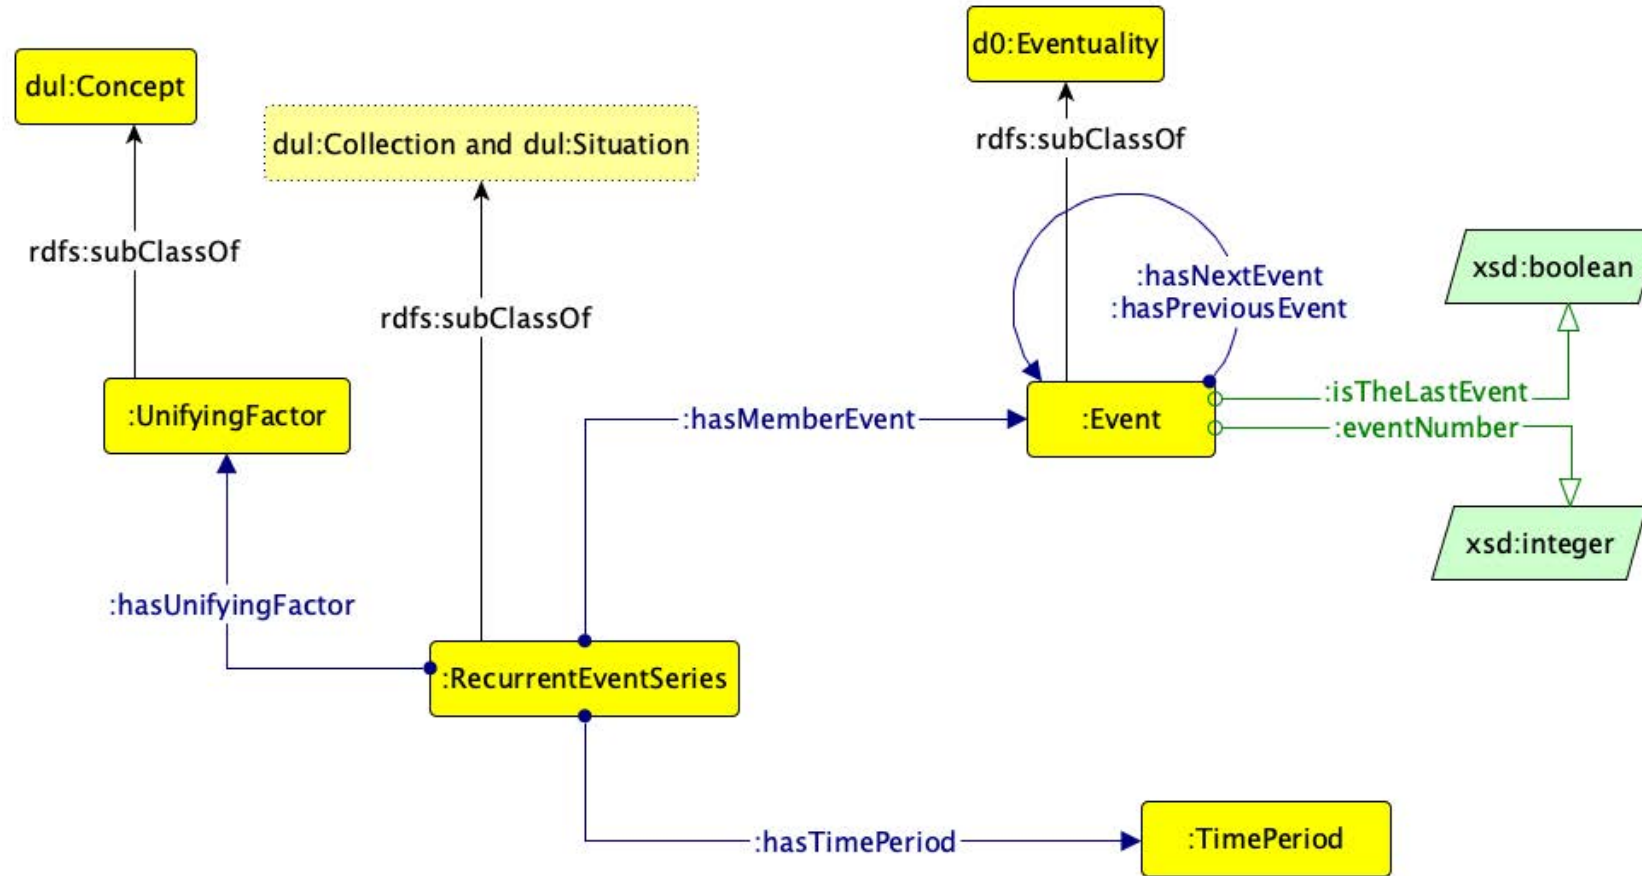 d0:Eventuality
dul:Concept
dul:Collection and dul:Situation
rdfs:subClassOf
rdfs:subClassOf
rdfs:subClassOf
:hasNextEvent
:hasPreviousEvent
xsd:boolean
:UnifyingFactor
:hasMemberEvent
:Event
:isTheLastEvent
:eventNumber
xsd:integer
:hasUnifyingFactor
:RecurrentEventSeries
:hasTimePeriod
:TimePeriod